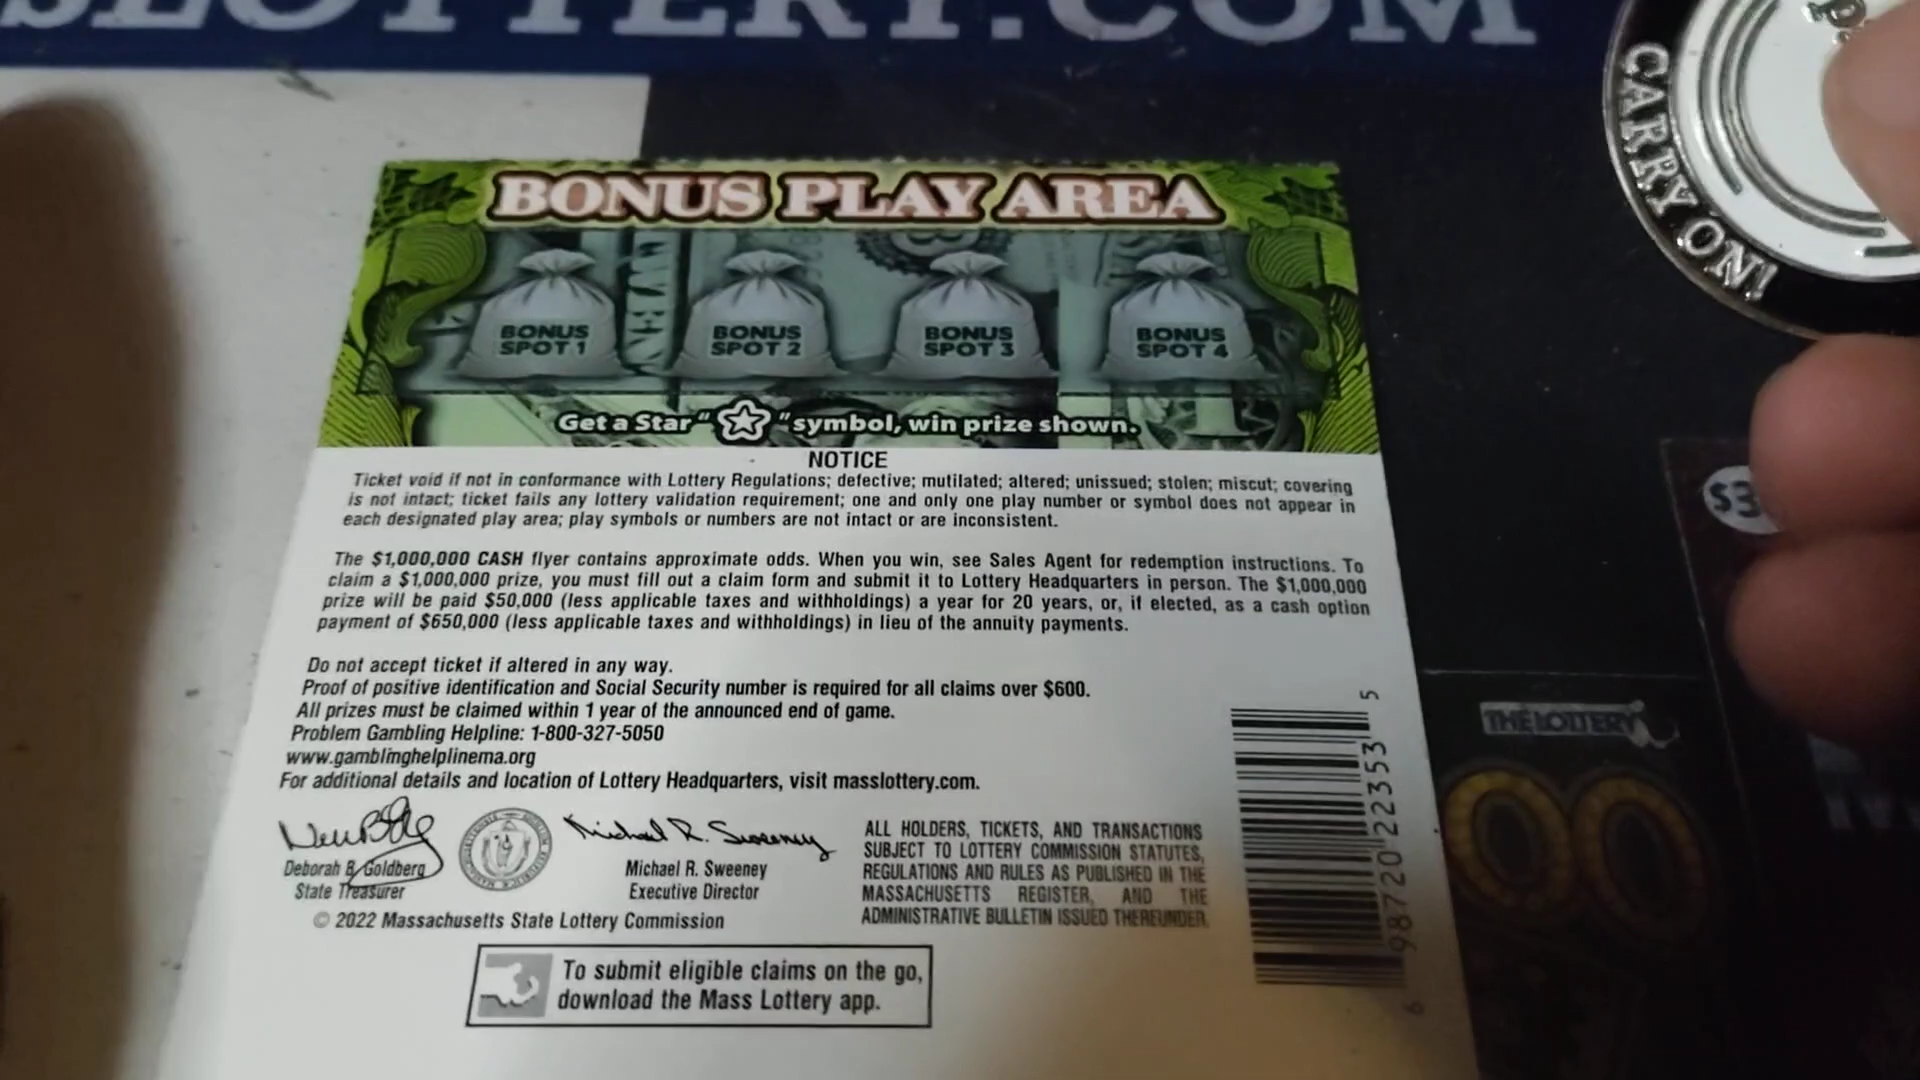 SLOTTERY.COM
CARRY ON!
BONUS PLAY AREA
BONUS SPOT 1
BONUS SPOT 2
BONUS SPOT 3
BONUS SPOT 4
Get a Star "☆" symbol, win prize shown.
NOTICE
Ticket void if not in conformance with Lottery Regulations; defective; mutilated; altered; unissued; stolen; miscut; covering
is not intact; ticket fails any lottery validation requirement; one and only one play number or symbol does not appear in
each designated play area; play symbols or numbers are not intact or are inconsistent.
The $1,000,000 CASH flyer contains approximate odds. When you win, see Sales Agent for redemption instructions. To
claim a $1,000,000 prize, you must fill out a claim form and submit it to Lottery Headquarters in person. The $1,000,000
prize will be paid $50,000 (less applicable taxes and withholdings) a year for 20 years, or, if elected, as a cash option
payment of $650,000 (less applicable taxes and withholdings) in lieu of the annuity payments.
Do not accept ticket if altered in any way.
Proof of positive identification and Social Security number is required for all claims over $600.
All prizes must be claimed within 1 year of the announced end of game.
Problem Gambling Helpline: 1-800-327-5050
www.gamblinghelplinema.org
For additional details and location of Lottery Headquarters, visit masslottery.com.
Michael R. Sweeney
Deborah B. Goldberg
State Treasurer
Michael R. Sweeney
Executive Director
© 2022 Massachusetts State Lottery Commission
ALL HOLDERS, TICKETS, AND TRANSACTIONS
SUBJECT TO LOTTERY COMMISSION STATUTES,
REGULATIONS AND RULES AS PUBLISHED IN THE
MASSACHUSETTS REGISTER, AND THE
ADMINISTRATIVE BULLETIN ISSUED THEREUNDER.
To submit eligible claims on the go,
download the Mass Lottery app.
6 98720 22353 5
$3
THE LOTTERY
00